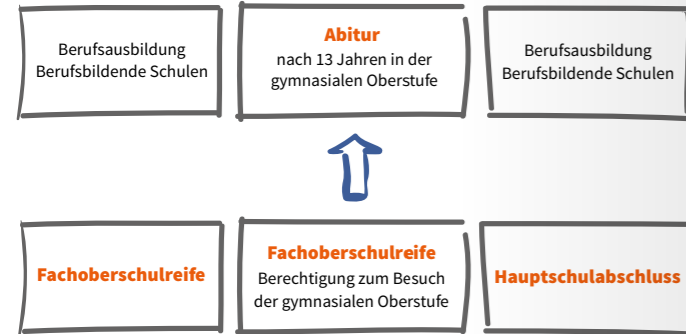 Berufsausbildung
Berufsbildende Schulen
Abitur
nach 13 Jahren in der
gymnasialen Oberstufe
Berufsausbildung
Berufsbildende Schulen
Fachoberschulreife
Fachoberschulreife
Berechtigung zum Besuch
der gymnasialen Oberstufe
Hauptschulabschluss